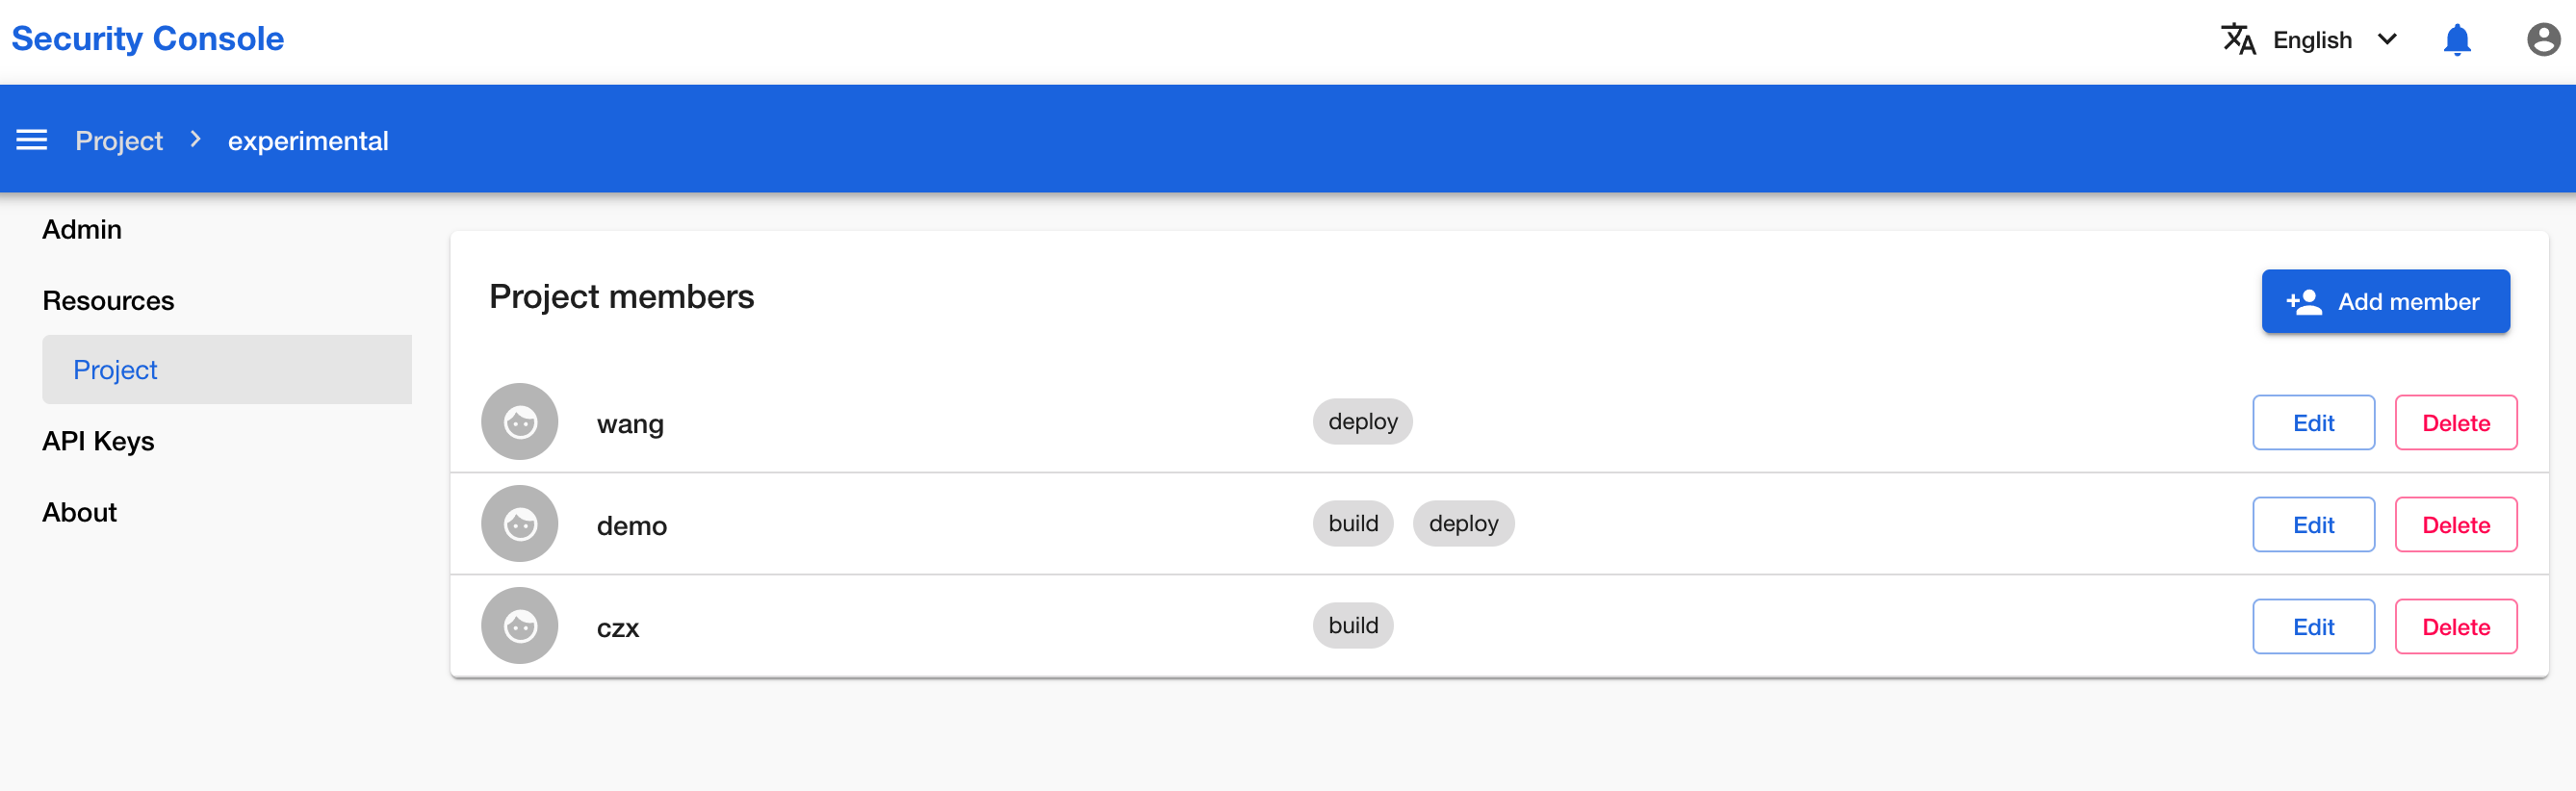 Security Console
English
Project > experimental
Admin
Resources
Project
API Keys
About
Project members
Add member
wang deploy Edit Delete
demo build deploy Edit Delete
czx build Edit Delete